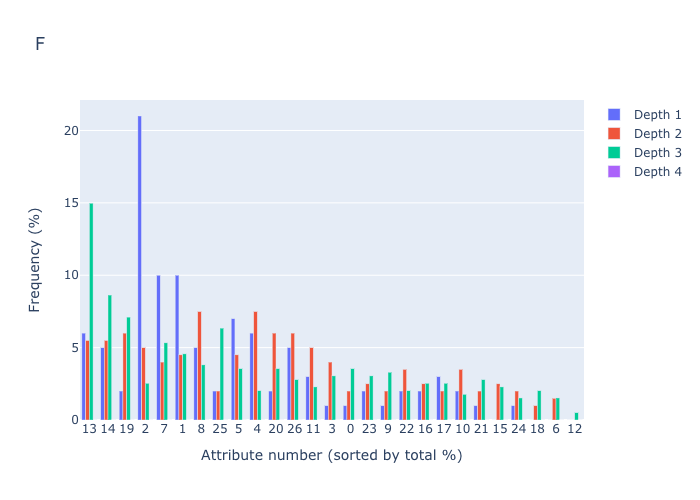 F
Depth 1
Depth 2
Depth 3
Depth 4
20
15
10
5
0
Frequency (%)
13 14 19 2 7 1 8 25 5 4 20 26 11 3 0 23 9 22 16 17 10 21 15 24 18 6 12
Attribute number (sorted by total %)